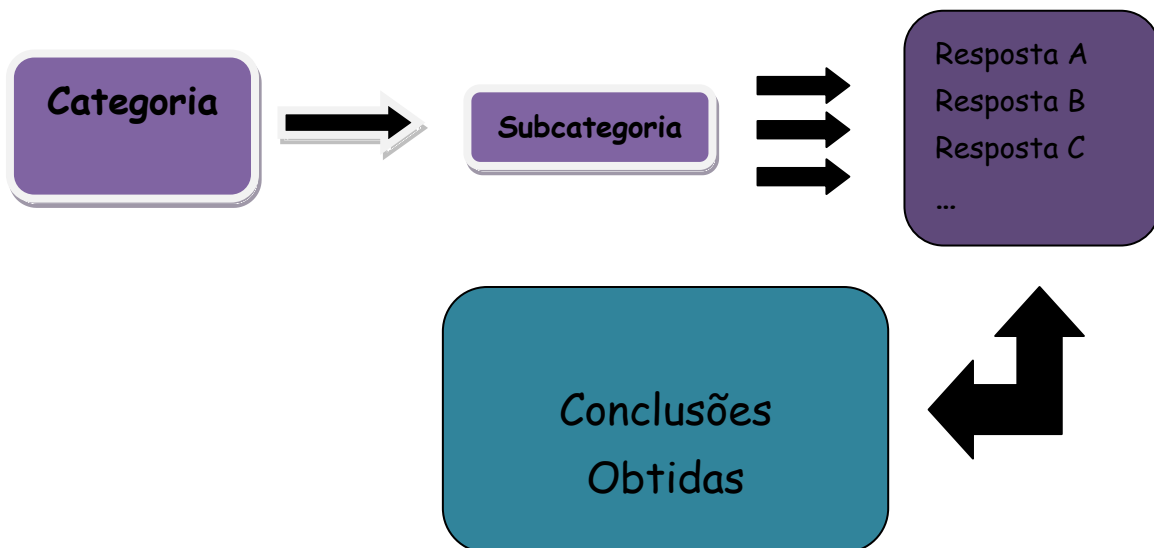 Categoria
Subcategoria
Resposta A
Resposta B
Resposta C
…
Conclusões
Obtidas